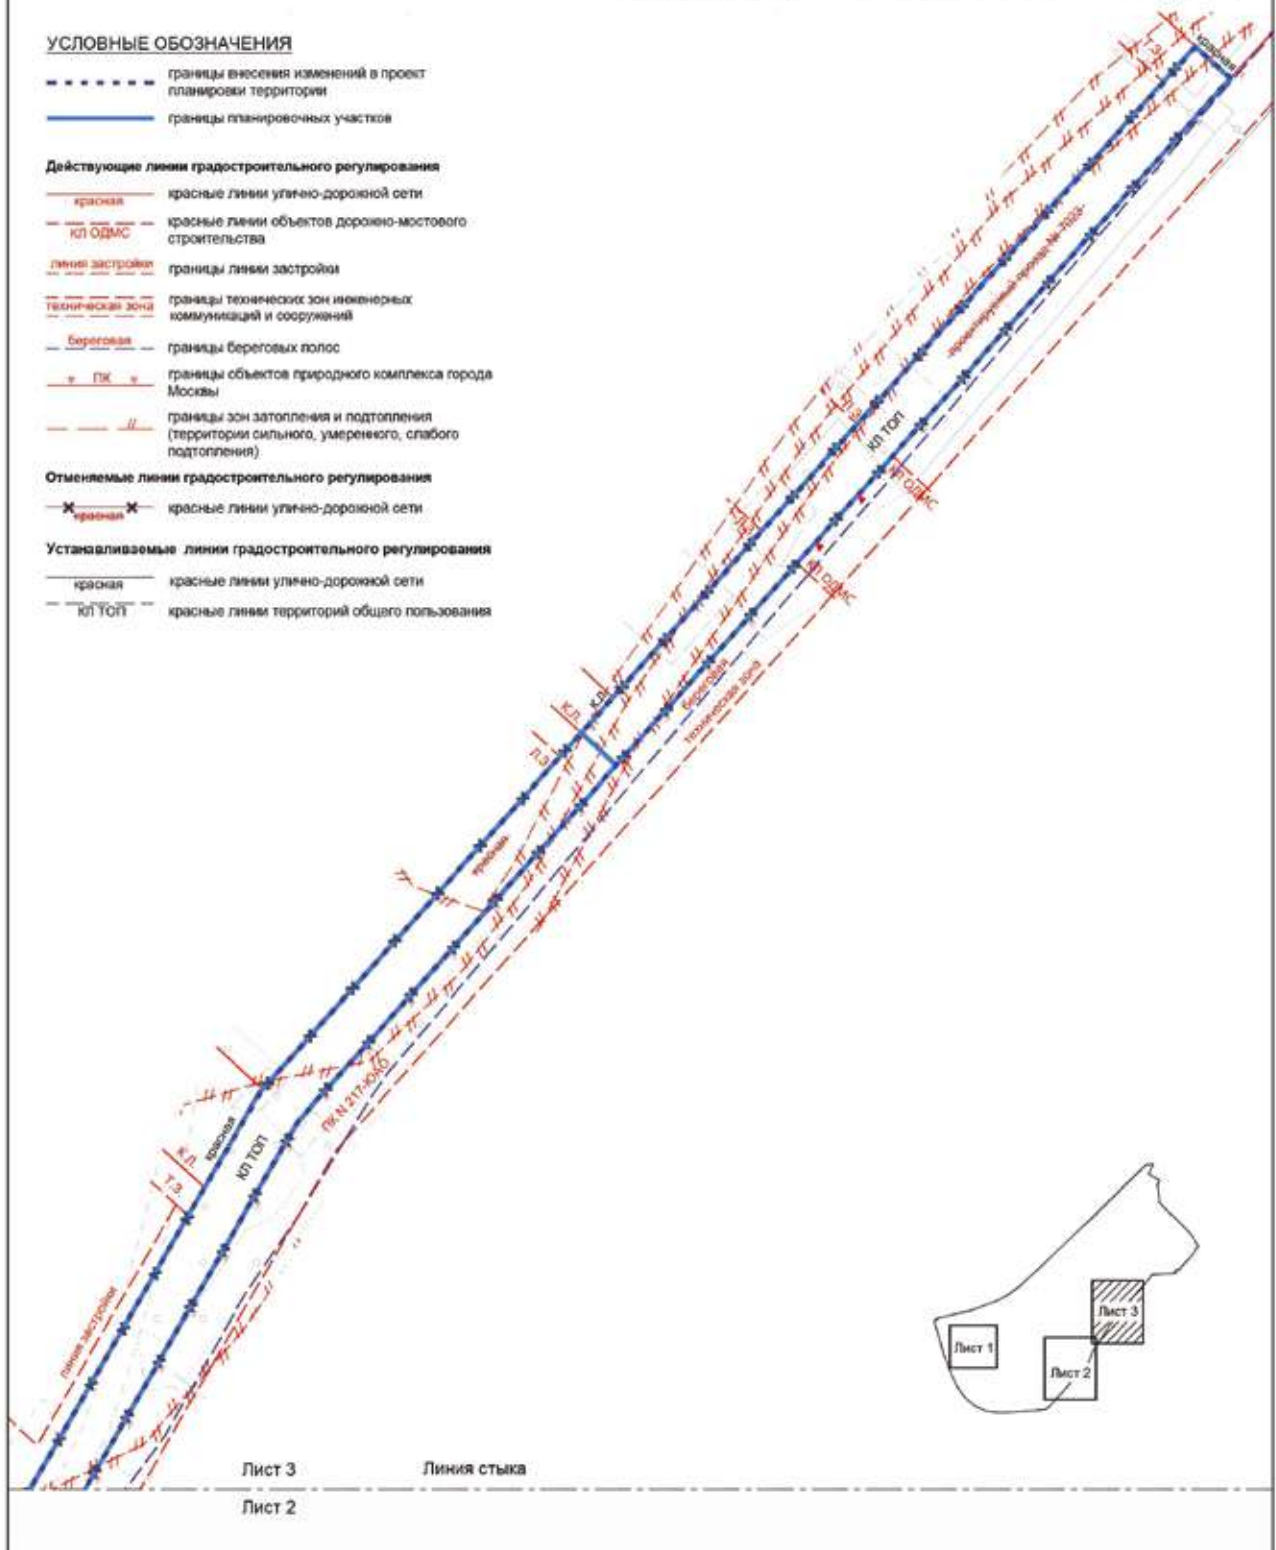 УСЛОВНЫЕ ОБОЗНАЧЕНИЯ
границы внесения изменений в проект
планировки территории
границы планировочных участков
Действующие линии градостроительного регулирования
красная
красные линии улично-дорожной сети
КЛ ОДМС
красные линии объектов дорожно-мостового
строительства
линия застройки
границы линии застройки
техническая зона
границы технических зон инженерных
коммуникаций и сооружений
береговая
границы береговых полос
ПК
границы объектов природного комплекса города
Москвы
границы зон затопления и подтопления
(территории сильного, умеренного, слабого
подтопления)
Отменяемые линии градостроительного регулирования
красная
красные линии улично-дорожной сети
Устанавливаемые линии градостроительного регулирования
красная
красные линии улично-дорожной сети
КЛ ТОП
красные линии территорий общего пользования
красная
Т.З.
проектируемый проезд № 7023
КЛ ТОП
КЛ ОДМС
КЛ ОДМС
береговая
техническая зона
К.Л.
К.Л.
Л.З.
красная
ПК N 217-ЮАО
красная
КЛ ТОП
К.Л.
Т.З.
линия застройки
Лист 3
Лист 1
Лист 2
Лист 3
Линия стыка
Лист 2